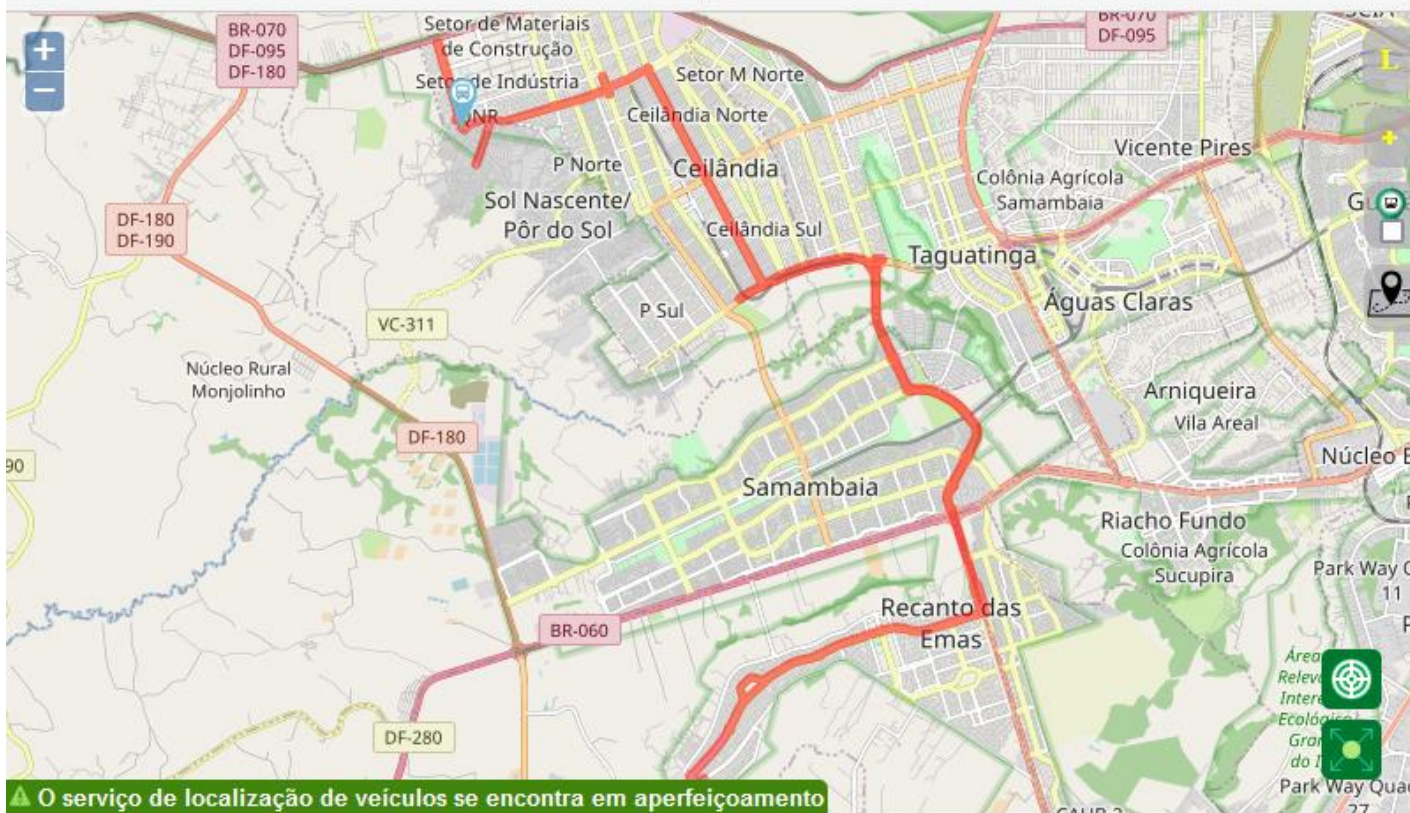 BR-070
DF-095
DF-180
Setor de Materiais
de Construção
BR-070
DF-095
+
−
Setor de Indústria
Setor M Norte
L
QNR
Ceilândia Norte
+
P Norte
Ceilândia
Vicente Pires
Colônia Agrícola
Samambaia
Sol Nascente/
Pôr do Sol
DF-180
DF-190
Ceilândia Sul
Taguatinga
P Sul
Águas Claras
VC-311
Núcleo Rural
Monjolinho
Arniqueira
Vila Areal
DF-180
90
Núcleo
Samambaia
Riacho Fundo
Colônia Agrícola
Sucupira
Park Way
11
Recanto das
Emas
BR-060
DF-280
Ecológico
do
Park Way
27
O serviço de localização de veículos se encontra em aperfeiçoamento